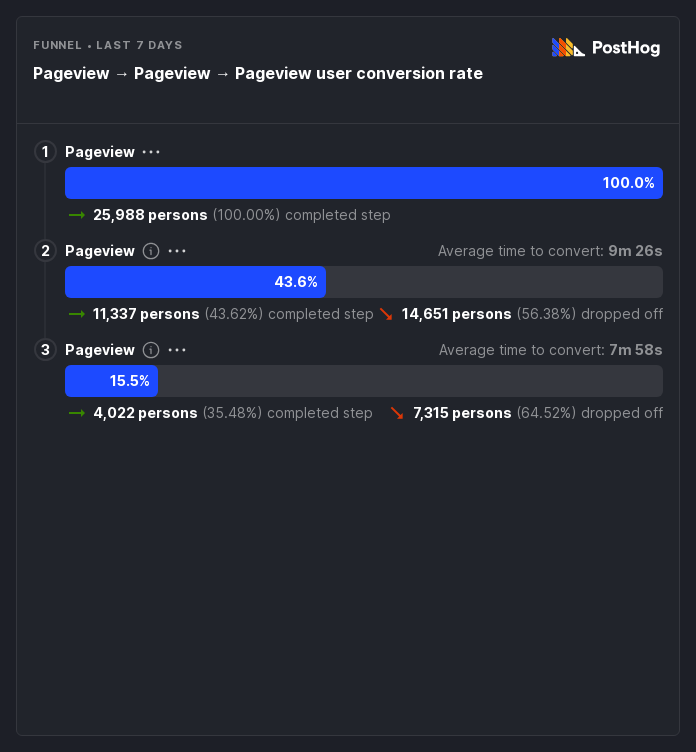 FUNNEL • LAST 7 DAYS
PostHog
Pageview → Pageview → Pageview user conversion rate
1 Pageview ...
100.0%
→ 25,988 persons (100.00%) completed step
2 Pageview i ... Average time to convert: 9m 26s
43.6%
→ 11,337 persons (43.62%) completed step ↘ 14,651 persons (56.38%) dropped off
3 Pageview i ... Average time to convert: 7m 58s
15.5%
→ 4,022 persons (35.48%) completed step ↘ 7,315 persons (64.52%) dropped off